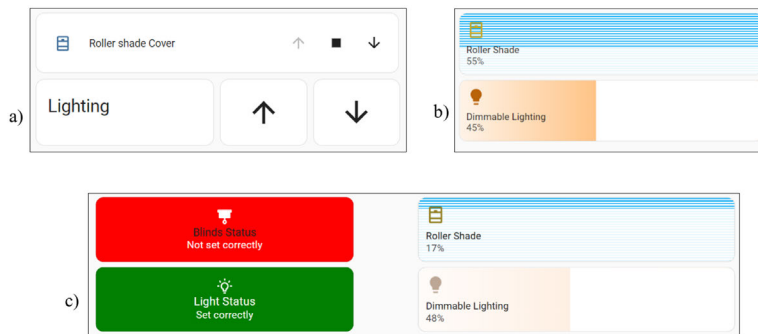 a)
Roller shade Cover
Lighting
b)
Roller Shade
55%
Dimmable Lighting
45%
c)
Blinds Status
Not set correctly
Light Status
Set correctly
Roller Shade
17%
Dimmable Lighting
48%